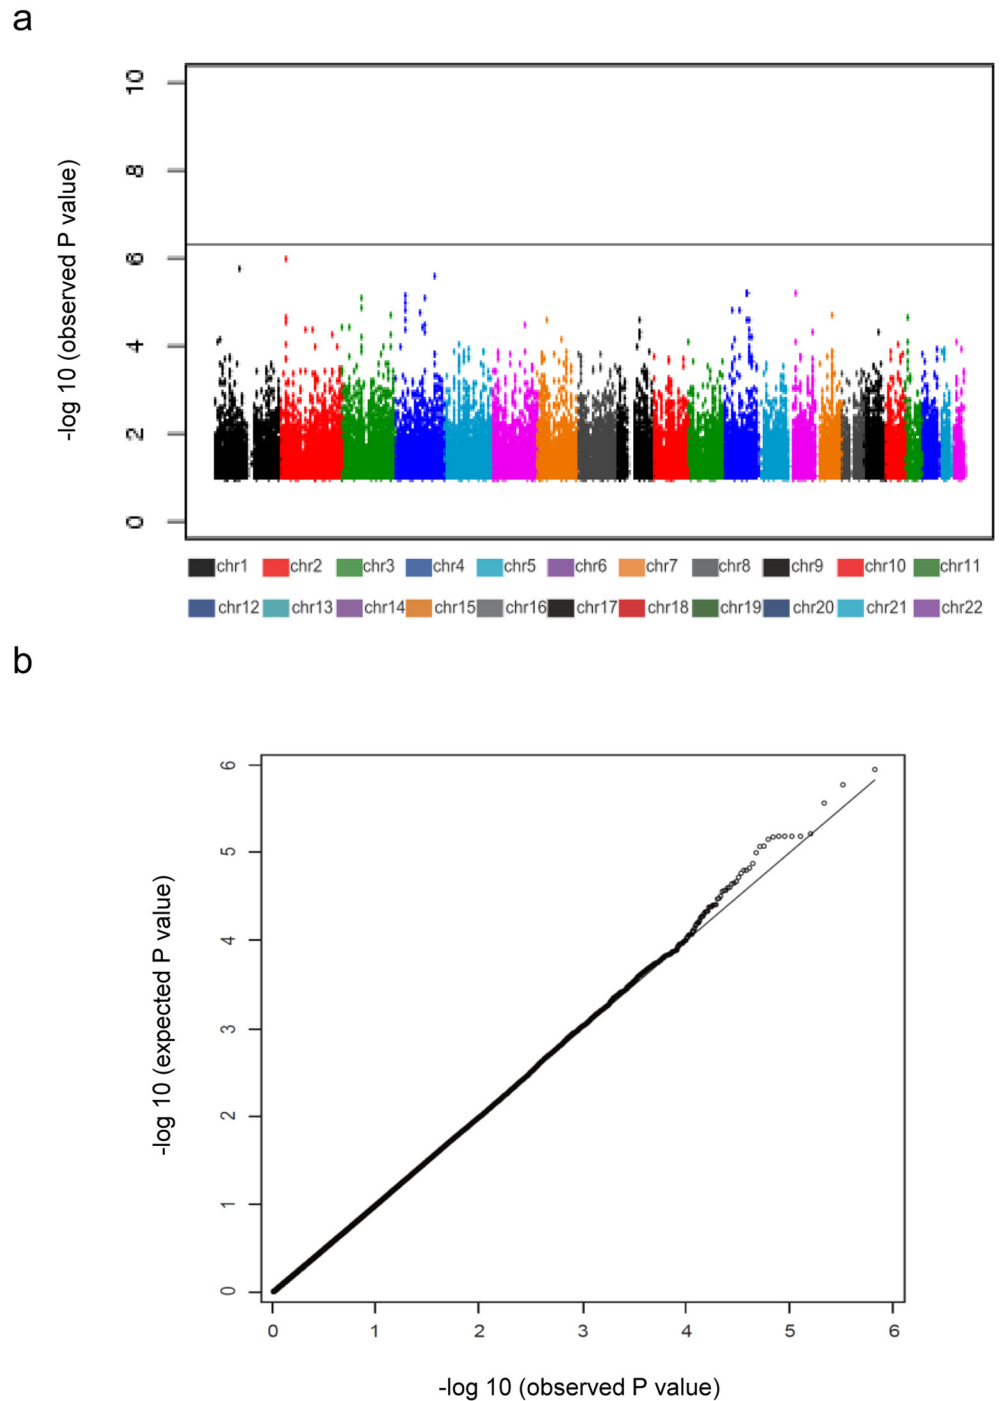 a
-log 10 (observed P value)
10
8
6
4
2
0
chr1 chr2 chr3 chr4 chr5 chr6 chr7 chr8 chr9 chr10 chr11
chr12 chr13 chr14 chr15 chr16 chr17 chr18 chr19 chr20 chr21 chr22
b
-log 10 (expected P value)
6
5
4
3
2
1
0
0 1 2 3 4 5 6
-log 10 (observed P value)